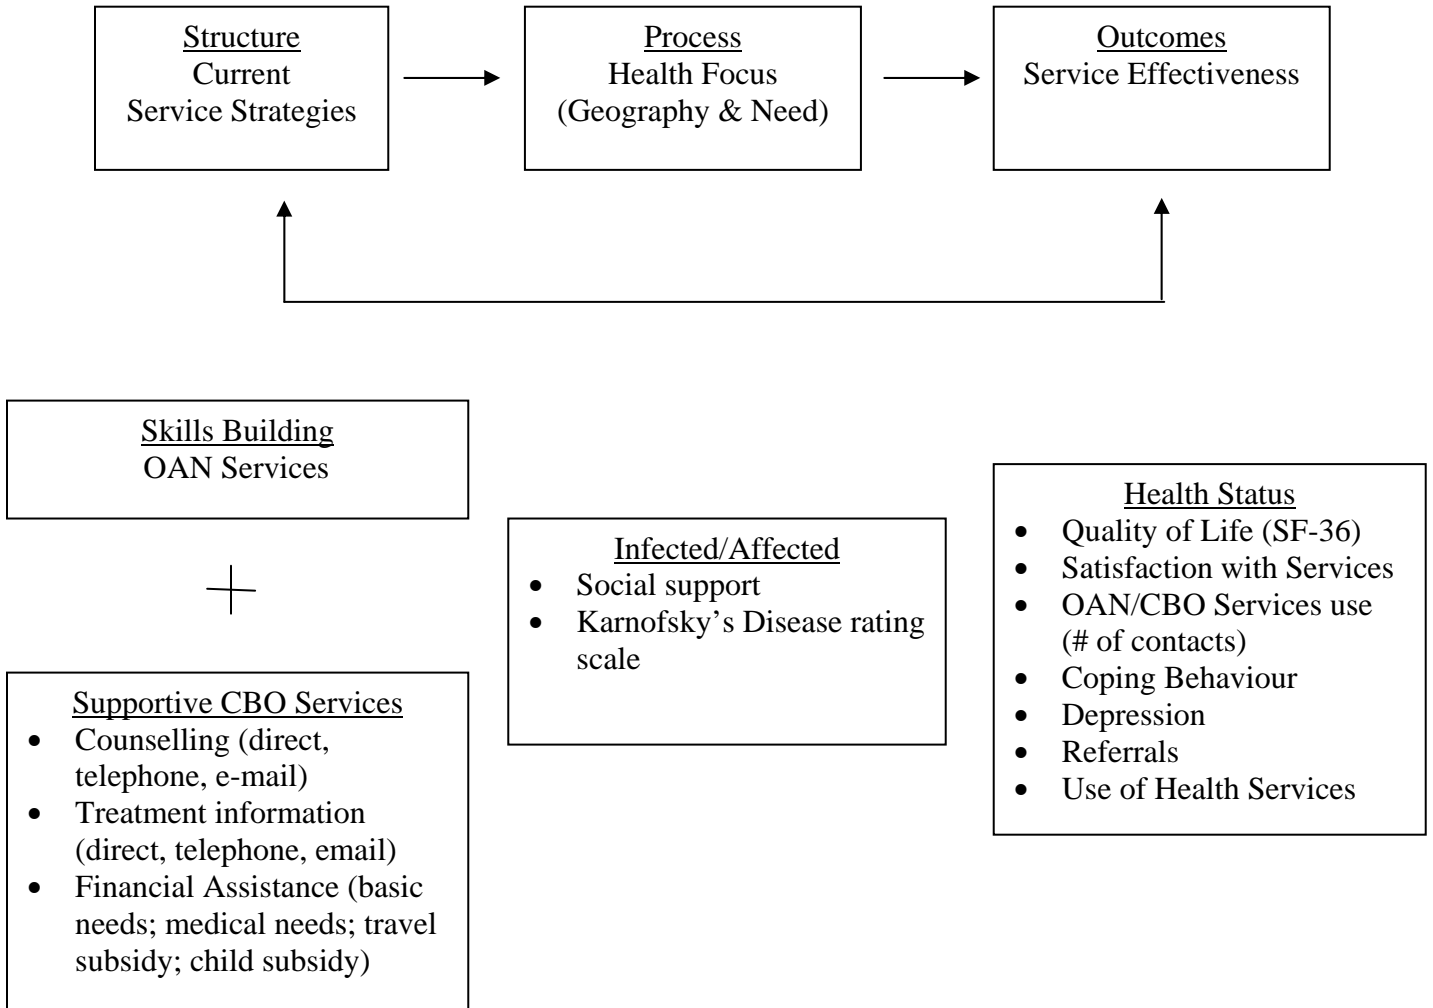 Structure
Current
Service Strategies
Process
Health Focus
(Geography & Need)
Outcomes
Service Effectiveness
Skills Building
OAN Services
Supportive CBO Services
• Counselling (direct,
telephone, e-mail)
• Treatment information
(direct, telephone, email)
• Financial Assistance (basic
needs; medical needs; travel
subsidy; child subsidy)
Infected/Affected
• Social support
• Karnofsky’s Disease rating
scale
Health Status
• Quality of Life (SF-36)
• Satisfaction with Services
• OAN/CBO Services use
(# of contacts)
• Coping Behaviour
• Depression
• Referrals
• Use of Health Services